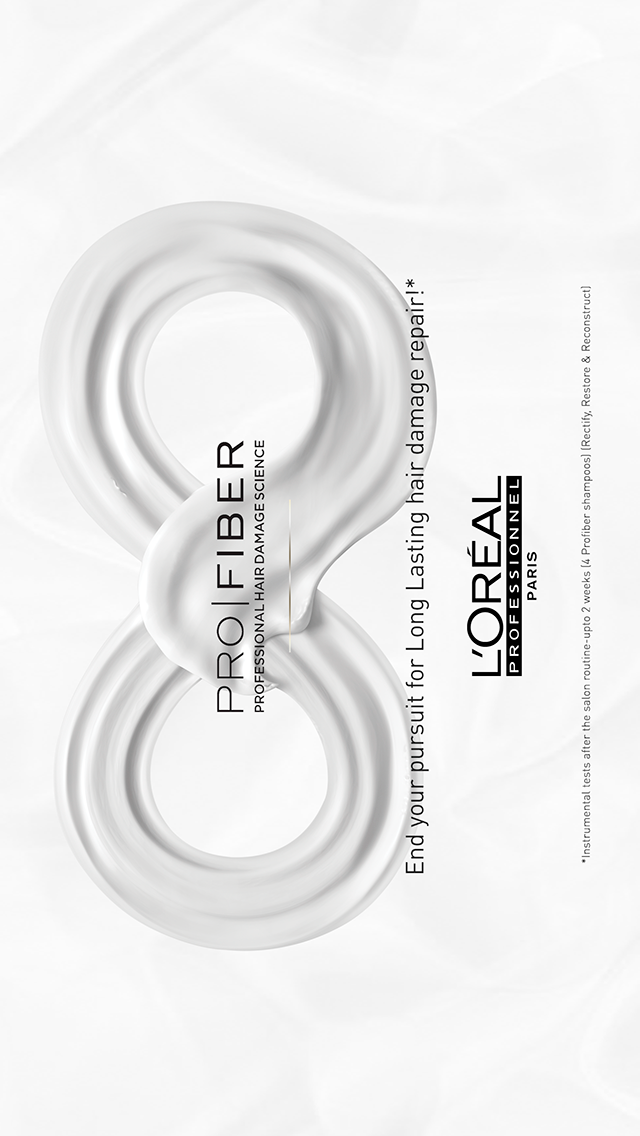 PRO|FIBER
PROFESSIONAL HAIR DAMAGE SCIENCE
End your pursuit for Long Lasting hair damage repair!*
L'ORÉAL
PROFESSIONNEL
PARIS
*Instrumental tests after the salon routine-upto 2 weeks [4 Profiber shampoos] [Rectify, Restore & Reconstruct]